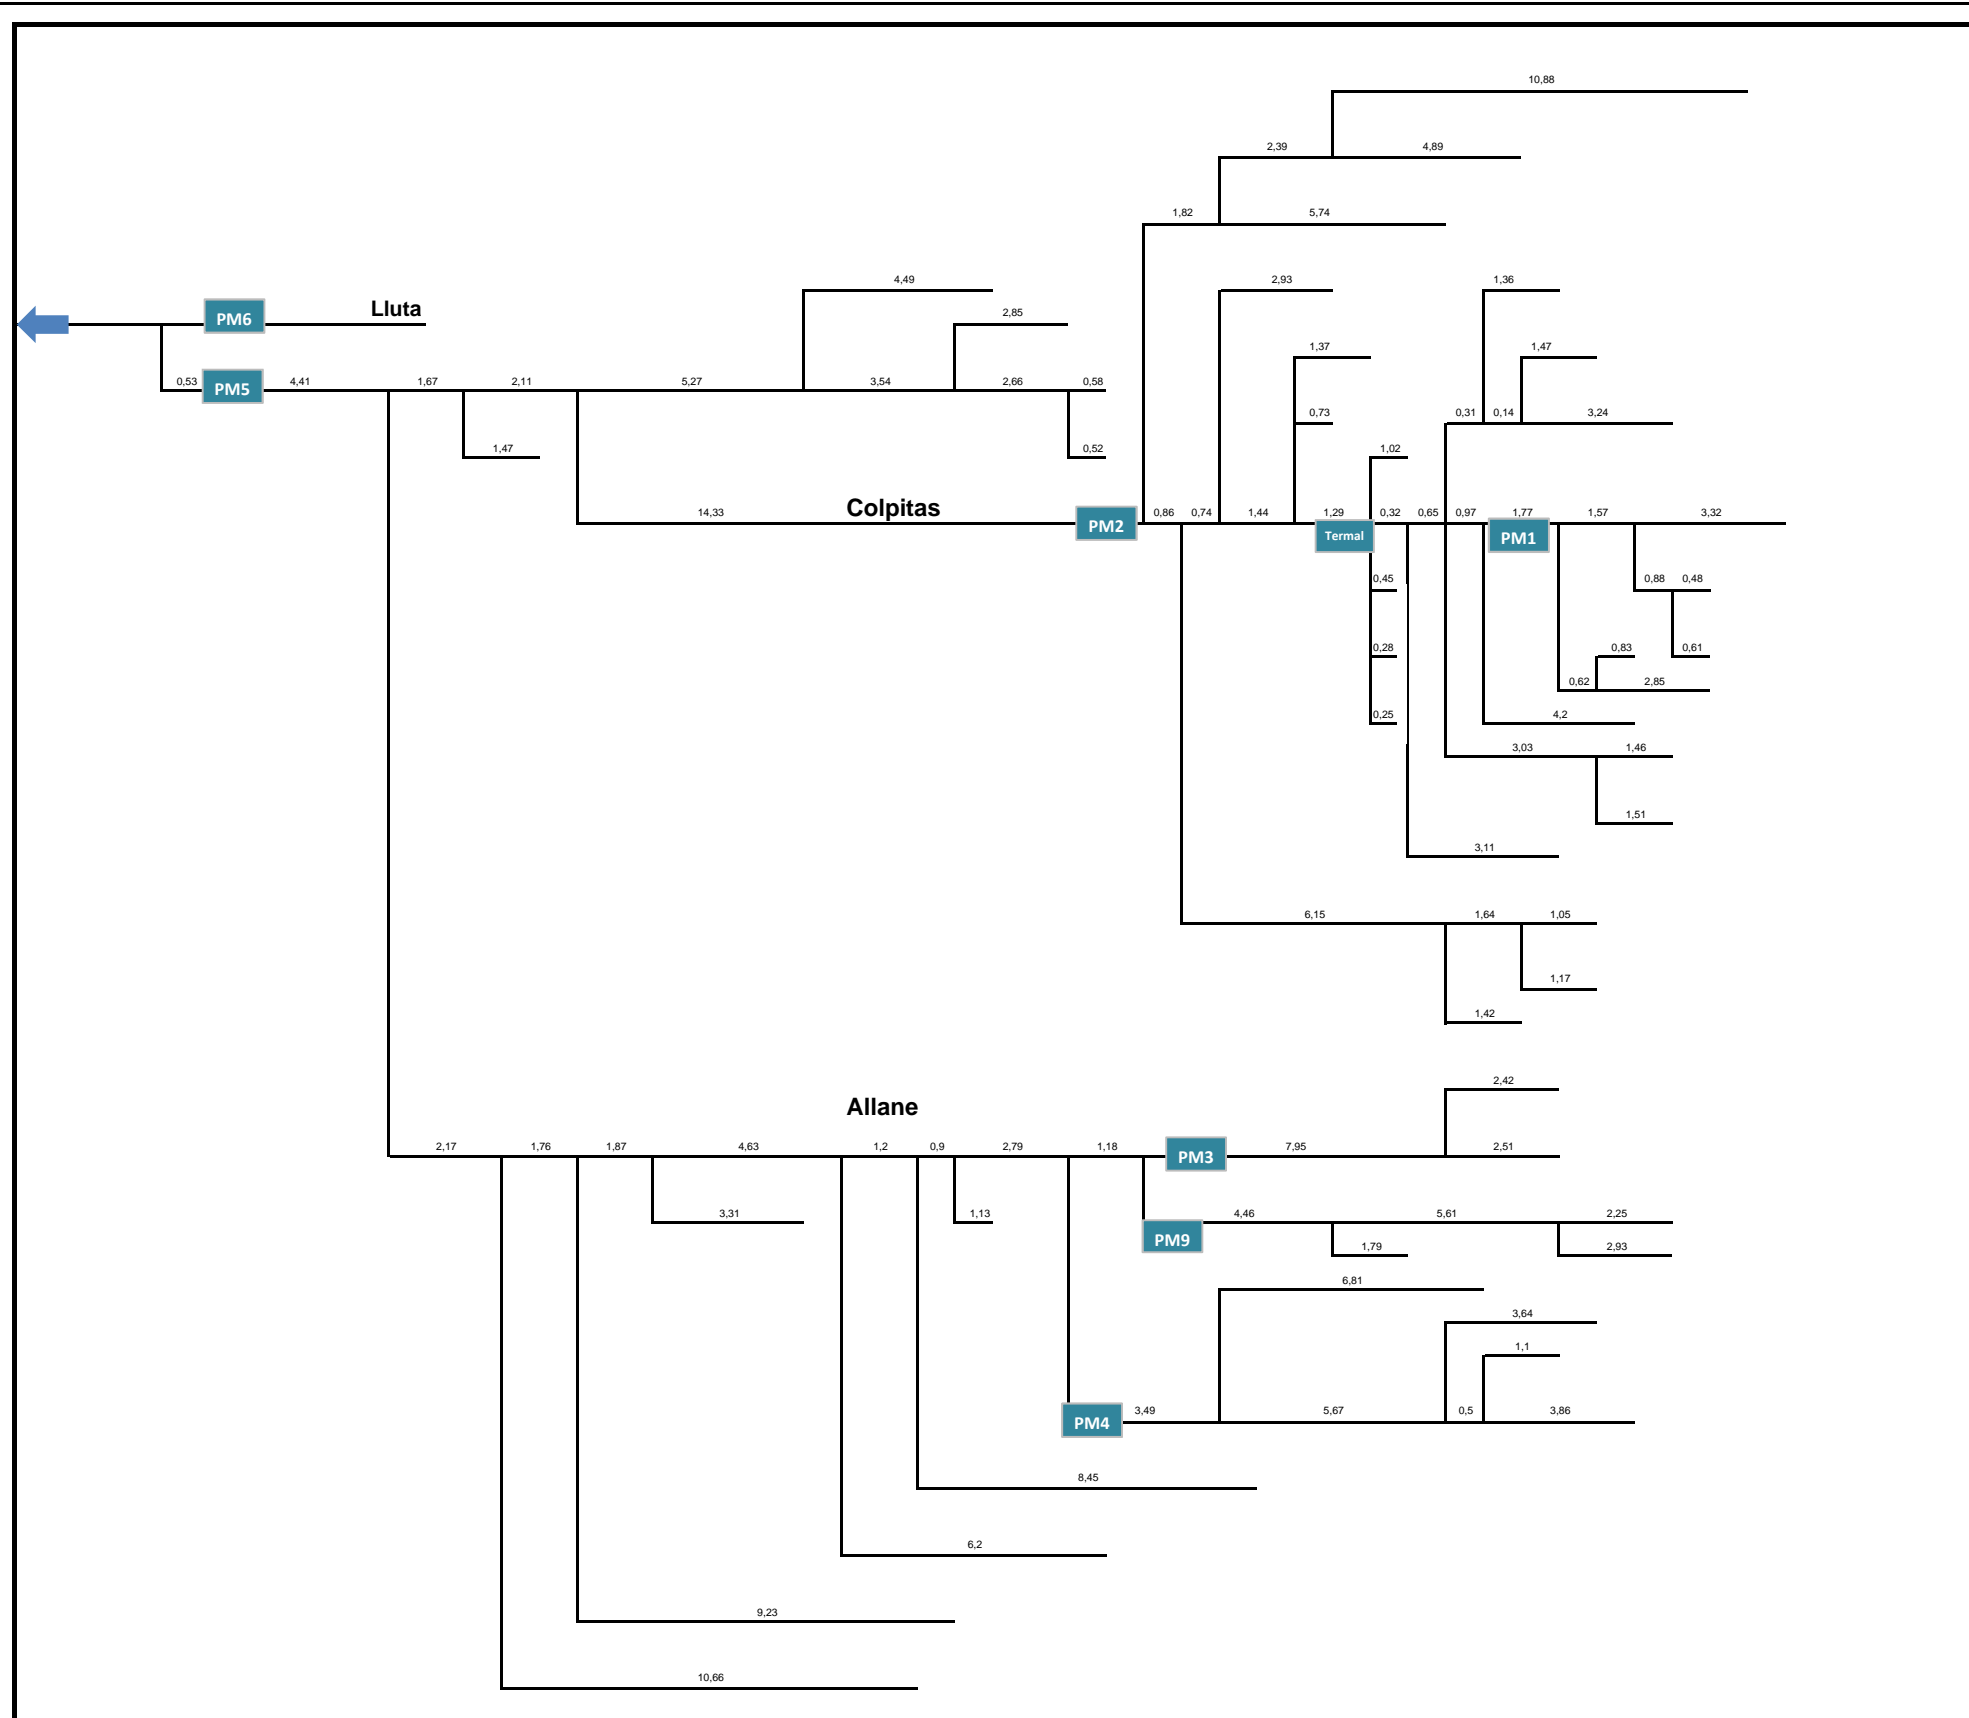 10,88
2,39 4,89
1,82 5,74
4,49 2,93 1,36
PM6 Lluta 2,85
1,37 1,47
0,53 PM5 4,41 1,67 2,11 5,27 3,54 2,66 0,58
0,73 0,31 0,14 3,24
1,47 0,52 1,02
14,33 Colpitas PM2 0,86 0,74 1,44 1,29 0,32 0,65 0,97 1,77 1,57 3,32
Termal PM1
0,45 0,88 0,48
0,28 0,83 0,61
0,62 2,85
0,25 4,2
3,03 1,46
1,51
3,11
6,15 1,64 1,05
1,17
1,42
2,42
Allane
2,17 1,76 1,87 4,63 1,2 0,9 2,79 1,18 PM3 7,95 2,51
3,31 1,13 4,46 5,61 2,25
PM9 1,79 2,93
6,81
3,64
1,1
PM4 3,49 5,67 0,5 3,86
8,45
6,2
9,23
10,66